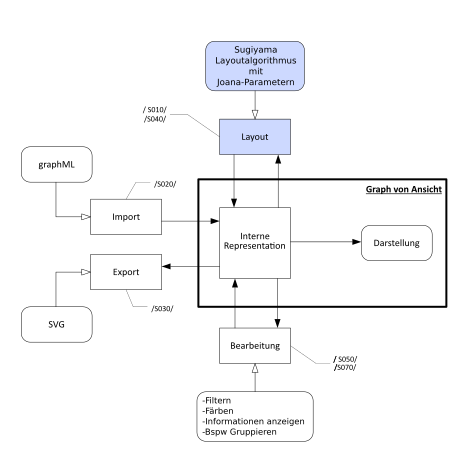 Sugiyama
Layoutalgorithmus
mit
Joana-Parametern
/ S010/
/S040/
Layout
graphML
/S020/
Graph von Ansicht
Import
Interne
Representation
Darstellung
Export
/S030/
SVG
Bearbeitung
/ S050/
/S070/
-Filtern
-Färben
-Informationen anzeigen
-Bspw Gruppieren